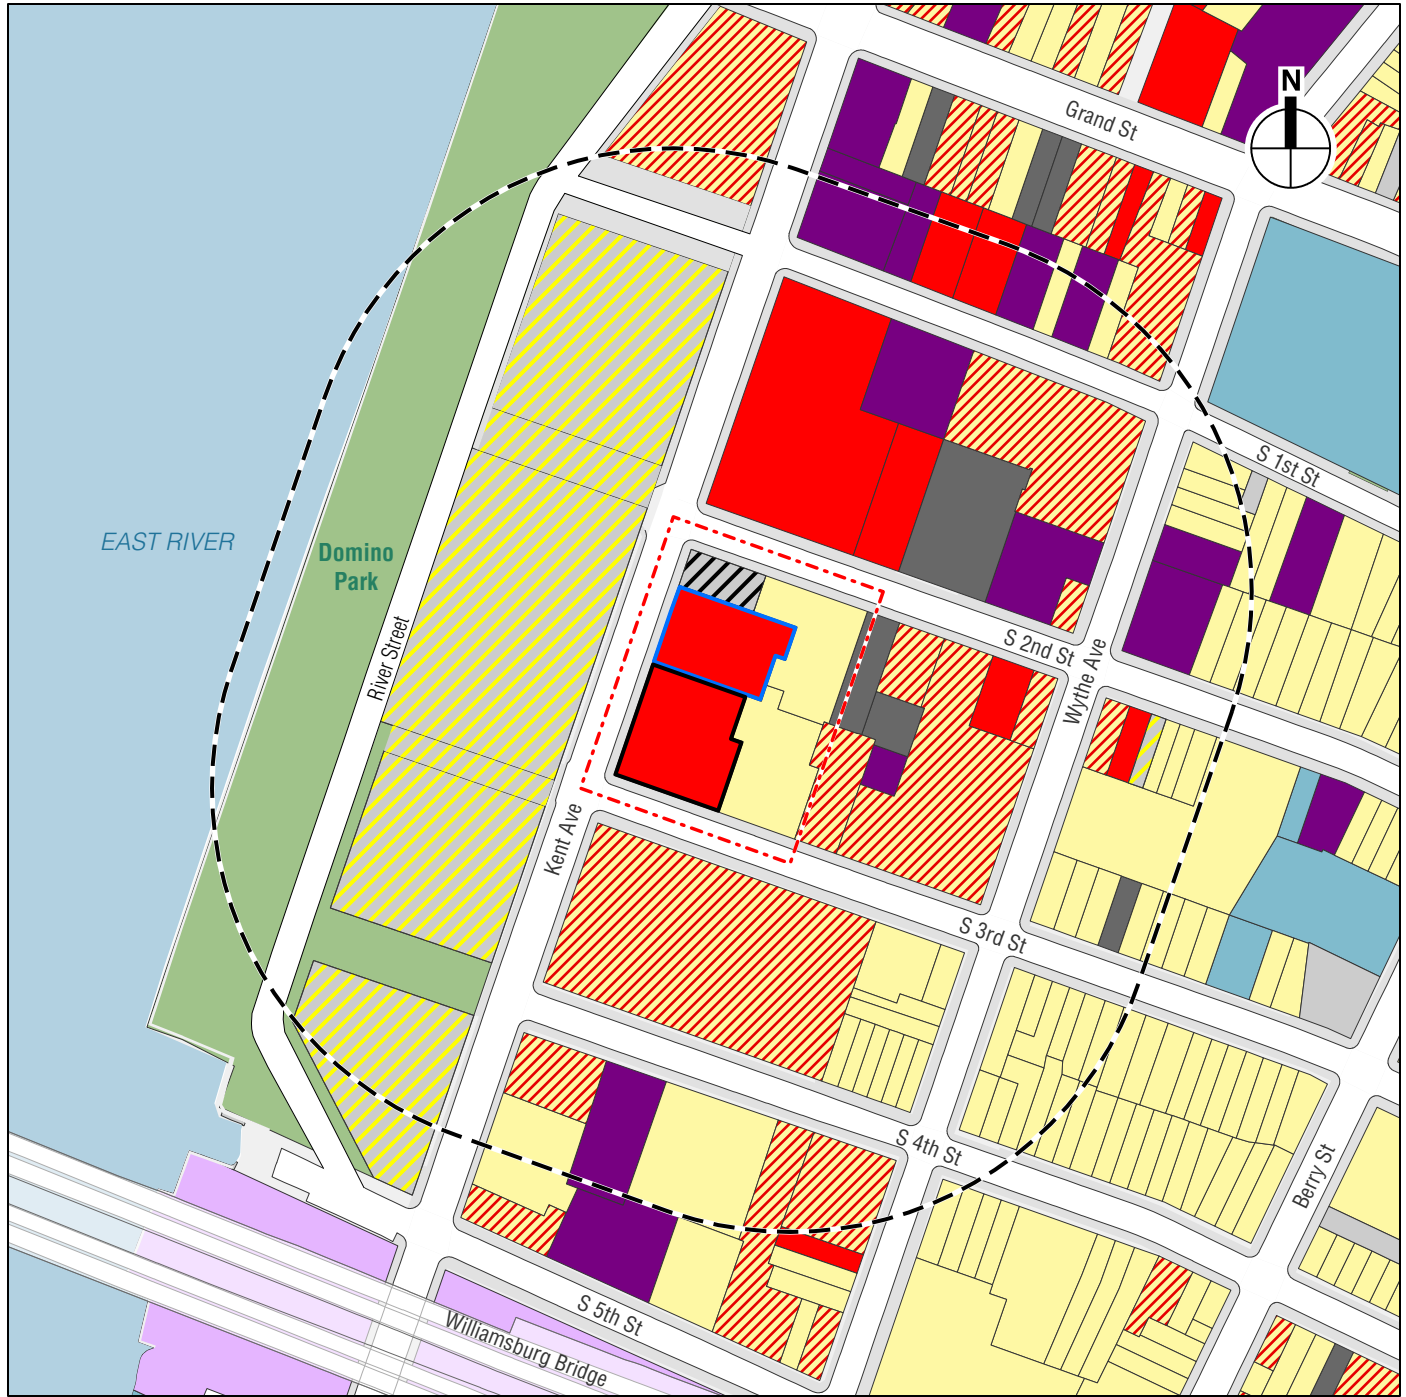 N
Grand St
S 1st St
EAST RIVER
Domino
Park
River Street
S 2nd St
Wythe Ave
Kent Ave
S 3rd St
S 4th St
Berry St
S 5th St
Williamsburg Bridge